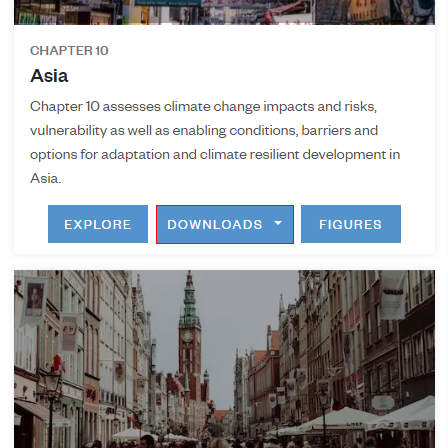 CHAPTER 10
Asia
Chapter 10 assesses climate change impacts and risks,
vulnerability as well as enabling conditions, barriers and
options for adaptation and climate resilient development in
Asia.
EXPLORE DOWNLOADS FIGURES